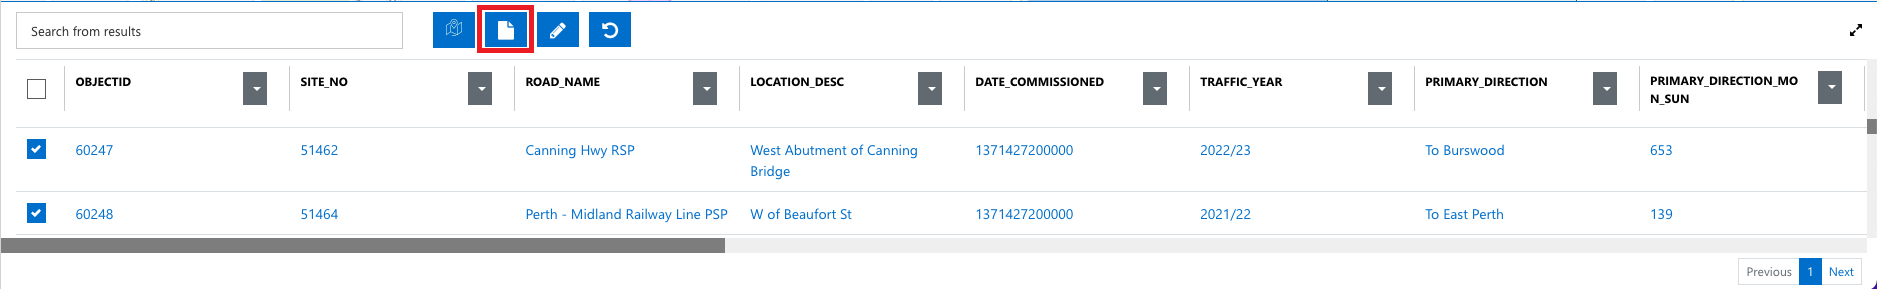 Search from results
OBJECTID SITE_NO ROAD_NAME LOCATION_DESC DATE_COMMISSIONED TRAFFIC_YEAR PRIMARY_DIRECTION PRIMARY_DIRECTION_MO
N_SUN
60247 51462 Canning Hwy RSP West Abutment of Canning 1371427200000 2022/23 To Burswood 653
Bridge
60248 51464 Perth - Midland Railway Line PSP W of Beaufort St 1371427200000 2021/22 To East Perth 139
Previous 1 Next